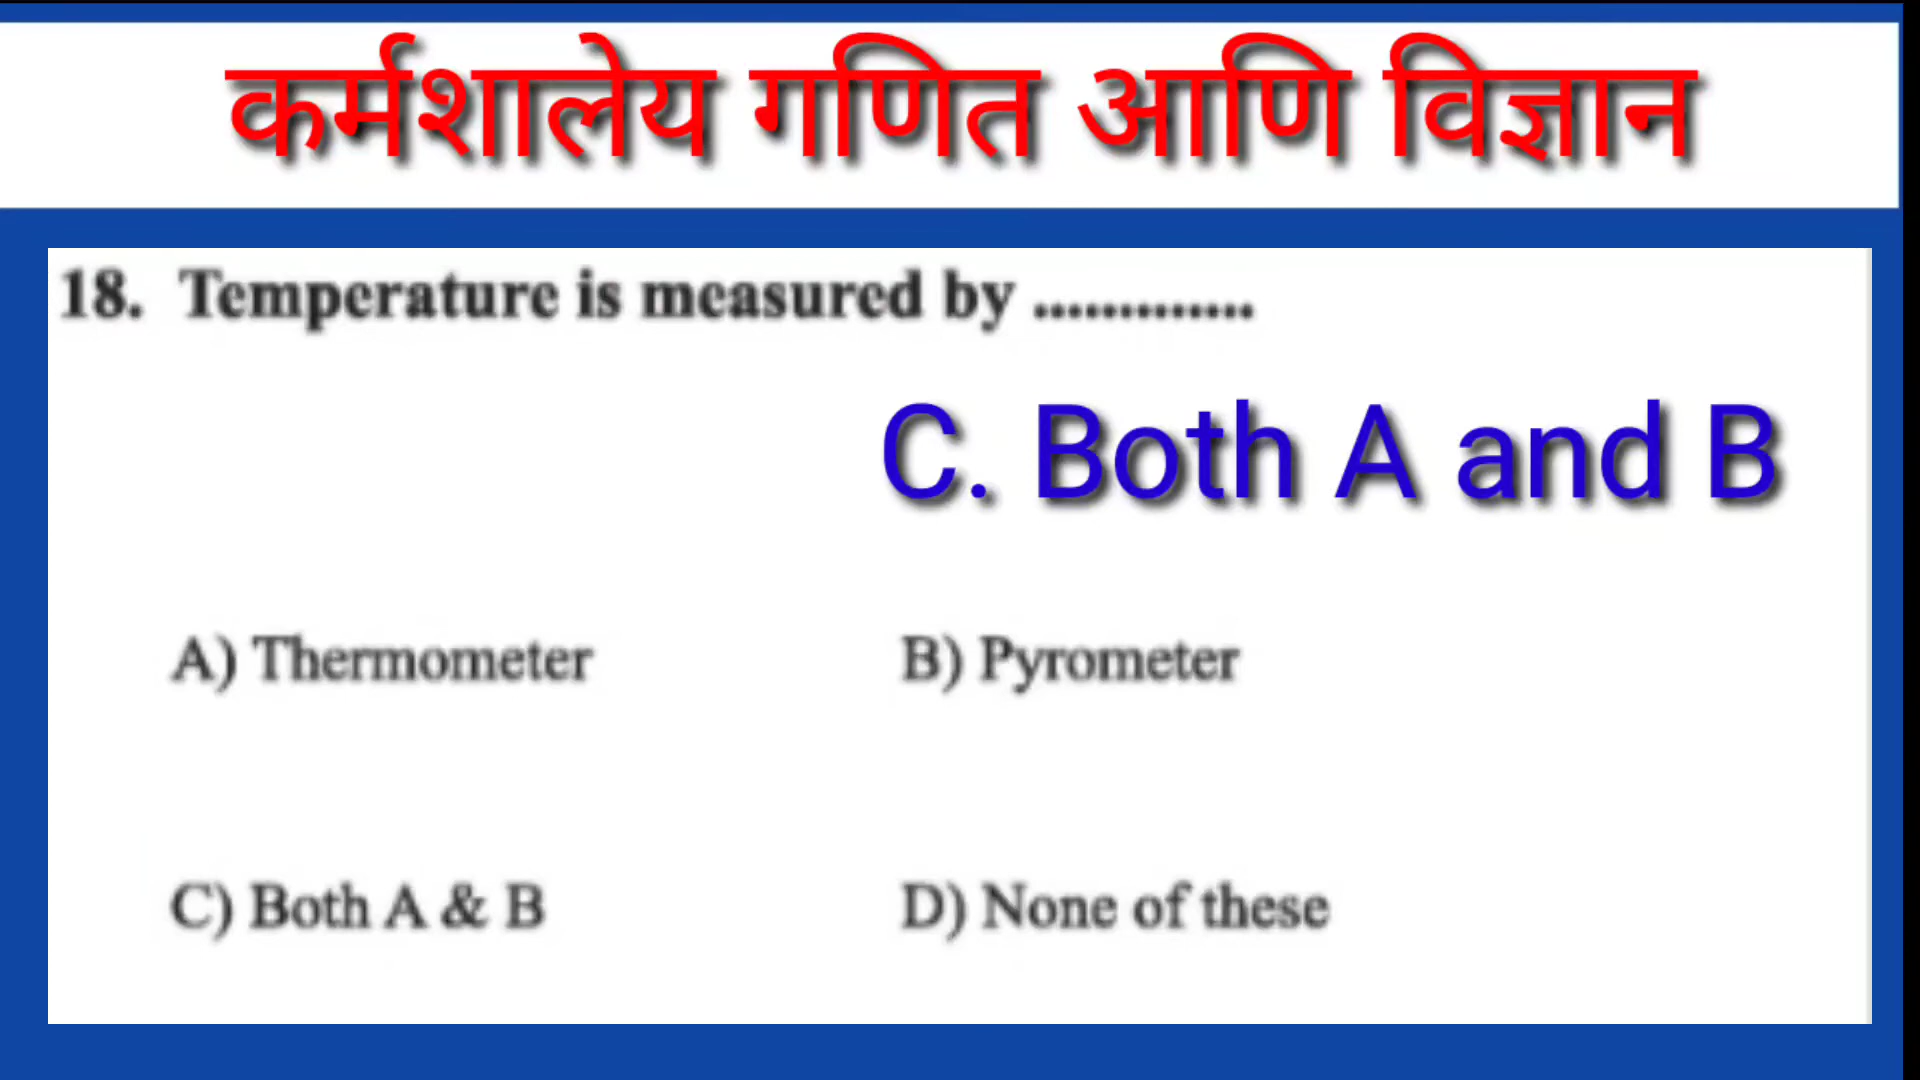 कर्मशालेय गणित आणि विज्ञान
18. Temperature is measured by .............
C. Both A and B
A) Thermometer
B) Pyrometer
C) Both A & B
D) None of these